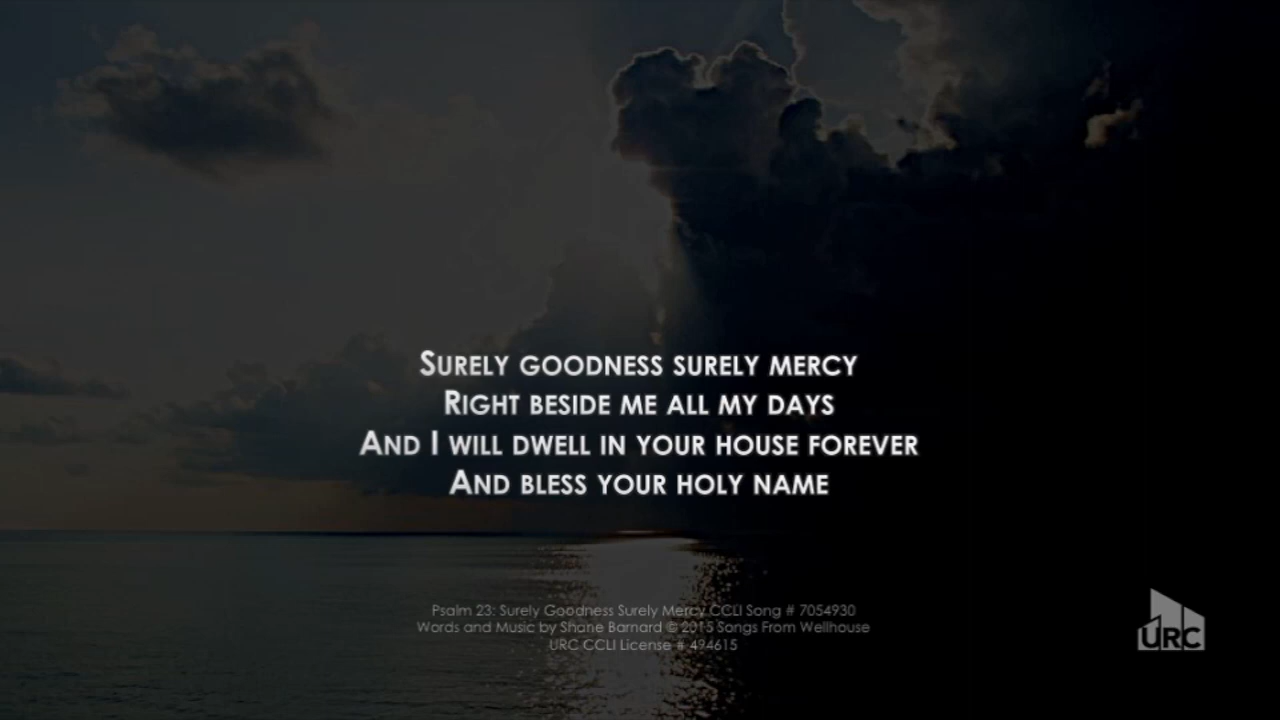 Surely goodness surely mercy
Right beside me all my days
And I will dwell in your house forever
And bless your holy name
Psalm 23: Surely Goodness Surely Mercy CCLI Song # 7054930
Words and Music by Shane Barnard © 2015 Songs From Wellhouse
URC CCLI License # 494615
URC